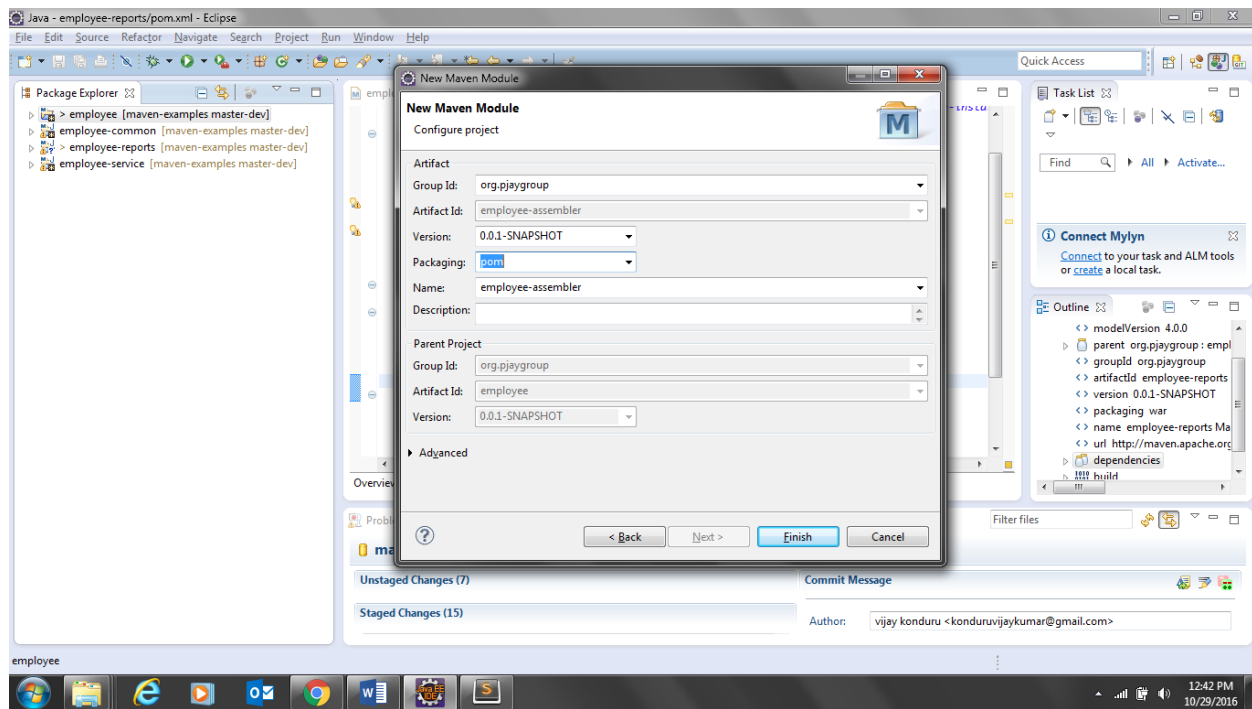 Java - employee-reports/pom.xml - Eclipse
File Edit Source Refactor Navigate Search Project Run Window Help
Quick Access
Package Explorer
> employee [maven-examples master-dev]
employee-common [maven-examples master-dev]
> employee-reports [maven-examples master-dev]
employee-service [maven-examples master-dev]
empl
New Maven Module
New Maven Module
Configure project
M
Artifact
Group Id: org.pjaygroup
Artifact Id: employee-assembler
Version: 0.0.1-SNAPSHOT
Packaging: pom
Name: employee-assembler
Description:
Parent Project
Group Id: org.pjaygroup
Artifact Id: employee
Version: 0.0.1-SNAPSHOT
Advanced
< Back Next > Finish Cancel
Overview
Task List
Find All Activate...
Connect Mylyn
Connect to your task and ALM tools
or create a local task.
Outline
modelVersion 4.0.0
parent org.pjaygroup : empl
groupId org.pjaygroup
artifactId employee-reports
version 0.0.1-SNAPSHOT
packaging war
name employee-reports Ma
url http://maven.apache.org
dependencies
build
Probl
Filter files
ma
Unstaged Changes (7)
Staged Changes (15)
Commit Message
Author: vijay konduru <konduruvijaykumar@gmail.com>
employee
12:42 PM
10/29/2016